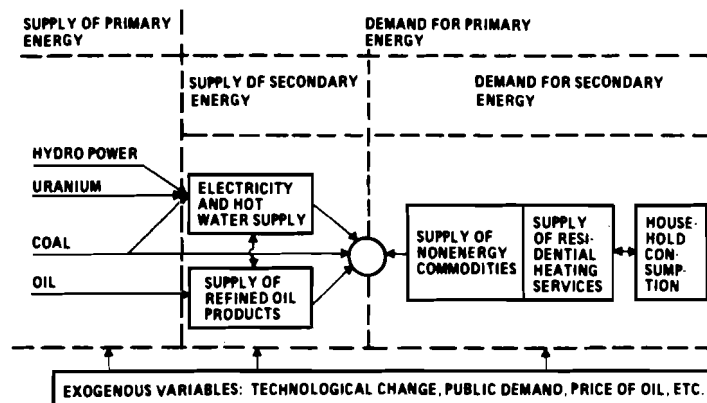 SUPPLY OF PRIMARY
ENERGY
DEMAND FOR PRIMARY
ENERGY
SUPPLY OF SECONDARY
ENERGY
DEMAND FOR SECONDARY
ENERGY
HYDRO POWER
URANIUM
COAL
OIL
ELECTRICITY
AND HOT
WATER SUPPLY
SUPPLY OF
REFINED OIL
PRODUCTS
SUPPLY OF
NONENERGY
COMMODITIES
SUPPLY
OF RESI-
DENTIAL
HEATING
SERVICES
HOUSE-
HOLD
CON-
SUMP-
TION
EXOGENOUS VARIABLES: TECHNOLOGICAL CHANGE, PUBLIC DEMAND, PRICE OF OIL, ETC.